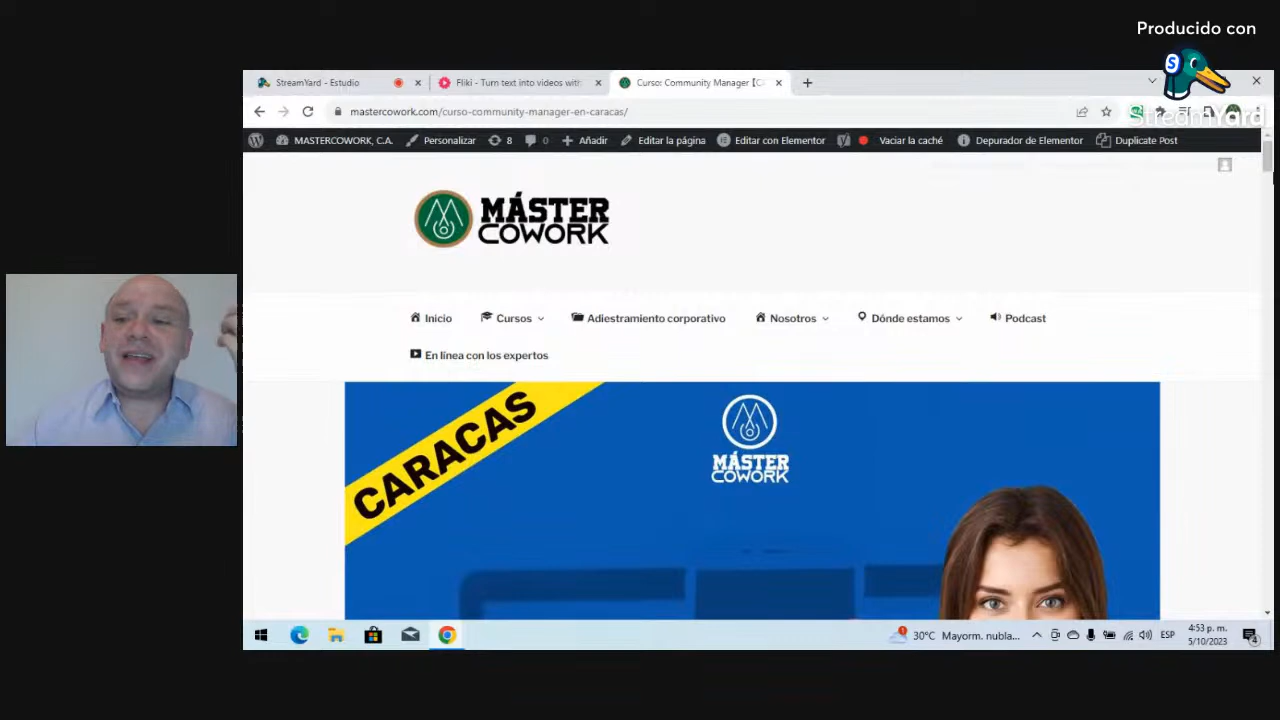 Producido con
StreamYard
StreamYard - Estudio
Fliki - Turn text into videos with
Curso: Community Manager 【C
mastercowork.com/curso-community-manager-en-caracas/
MASTERCOWORK, C.A.
Personalizar
8
0
Añadir
Editar la página
Editar con Elementor
Vaciar la caché
Depurador de Elementor
Duplicate Post
MÁSTER
COWORK
Inicio
Cursos
Adiestramiento corporativo
Nosotros
Dónde estamos
Podcast
En línea con los expertos
CARACAS
MÁSTER
COWORK
30°C Mayorm. nubla...
ESP
4:53 p. m.
5/10/2023
4